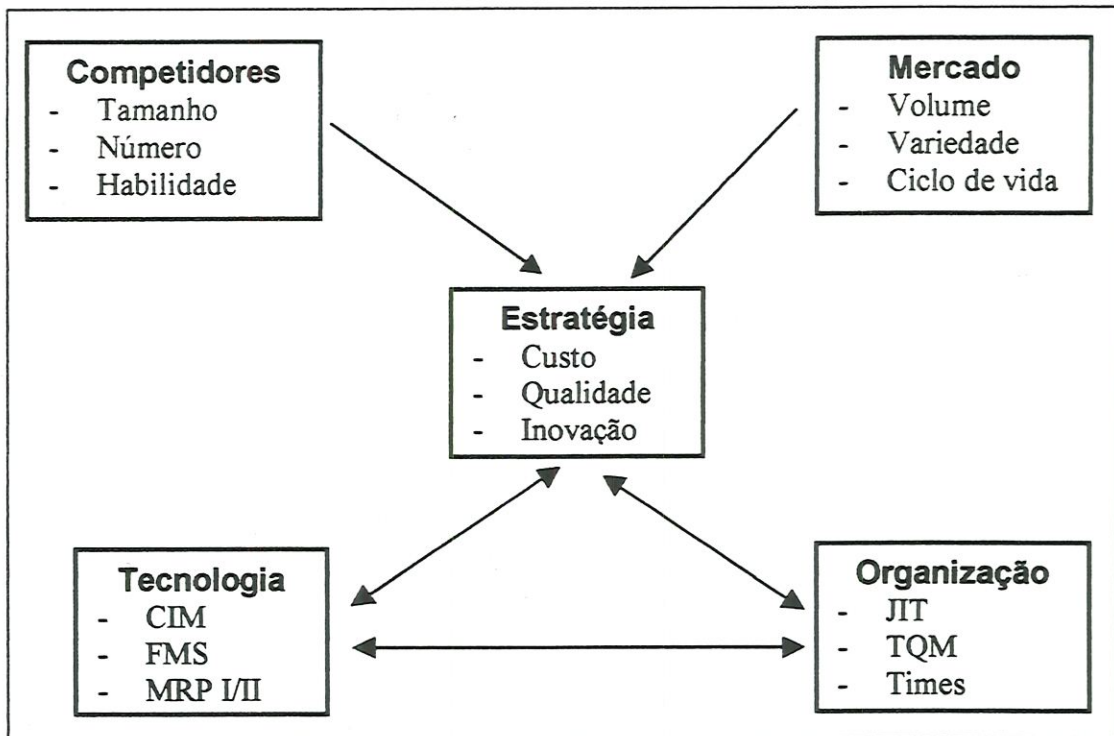 Competidores
- Tamanho
- Número
- Habilidade
Mercado
- Volume
- Variedade
- Ciclo de vida
Estratégia
- Custo
- Qualidade
- Inovação
Tecnologia
- CIM
- FMS
- MRP I/II
Organização
- JIT
- TQM
- Times